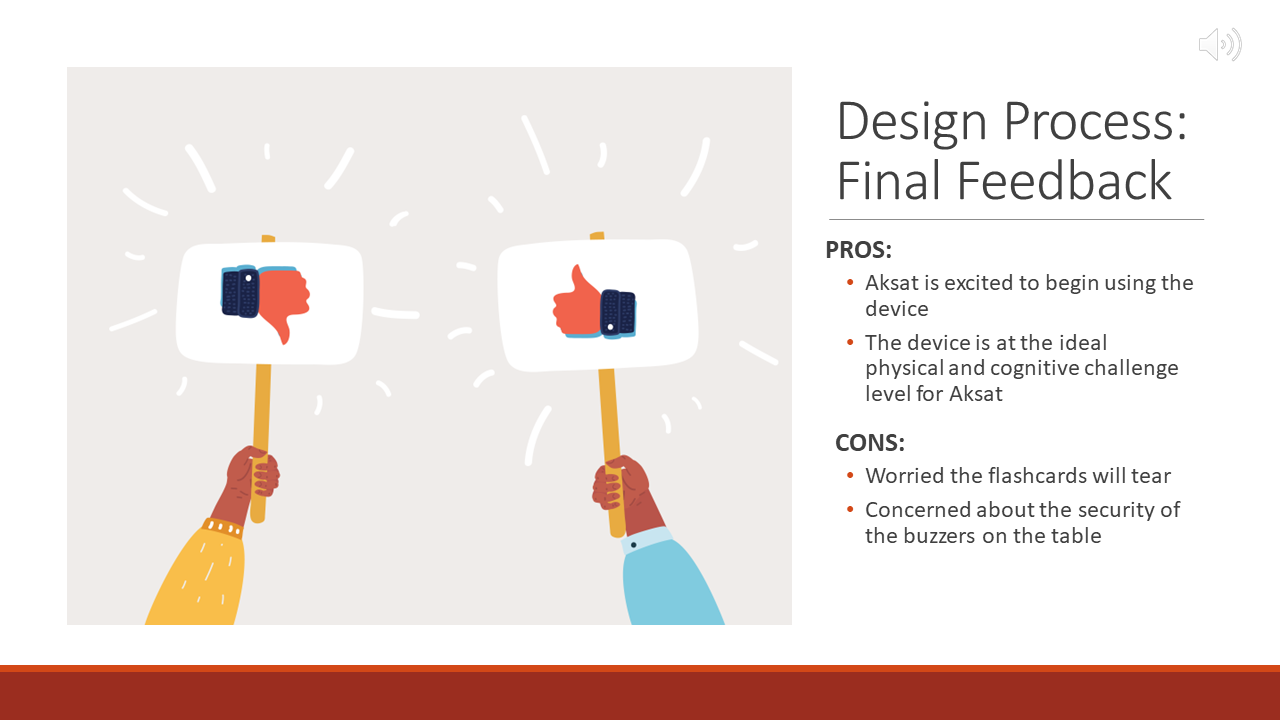 Design Process:
Final Feedback
PROS:
• Aksat is excited to begin using the
device
• The device is at the ideal
physical and cognitive challenge
level for Aksat
CONS:
• Worried the flashcards will tear
• Concerned about the security of
the buzzers on the table